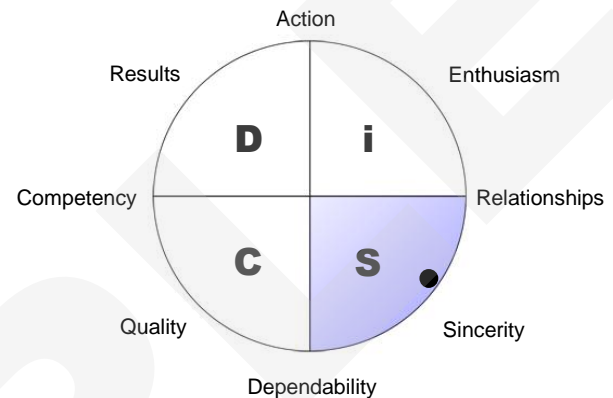 Action
Results
Enthusiasm
D
i
Competency
Relationships
C
S
Quality
Sincerity
Dependability